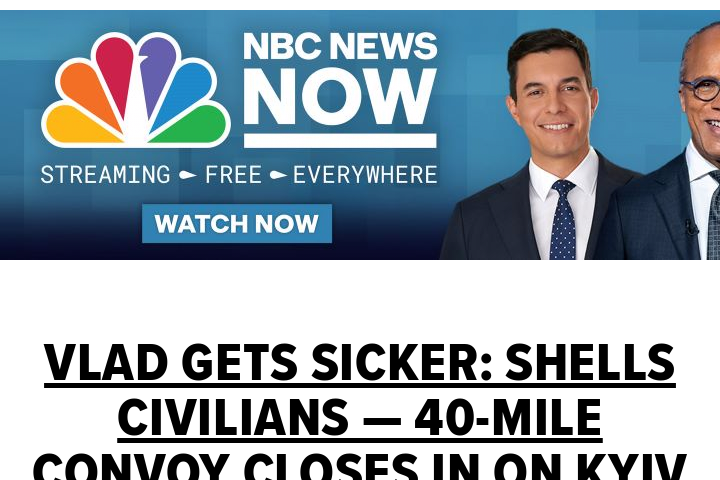 NBC NEWS
NOW
STREAMING FREE EVERYWHERE
WATCH NOW
VLAD GETS SICKER: SHELLS
CIVILIANS — 40-MILE
CONVOY CLOSES IN ON KYIV